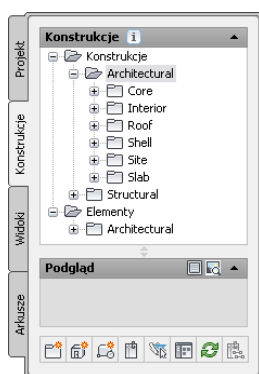 Projekt
Konstrukcje
Widoki
Arkusze
Konstrukcje
Konstrukcje
Architectural
Core
Interior
Roof
Shell
Site
Slab
Structural
Elementy
Architectural
Podgląd